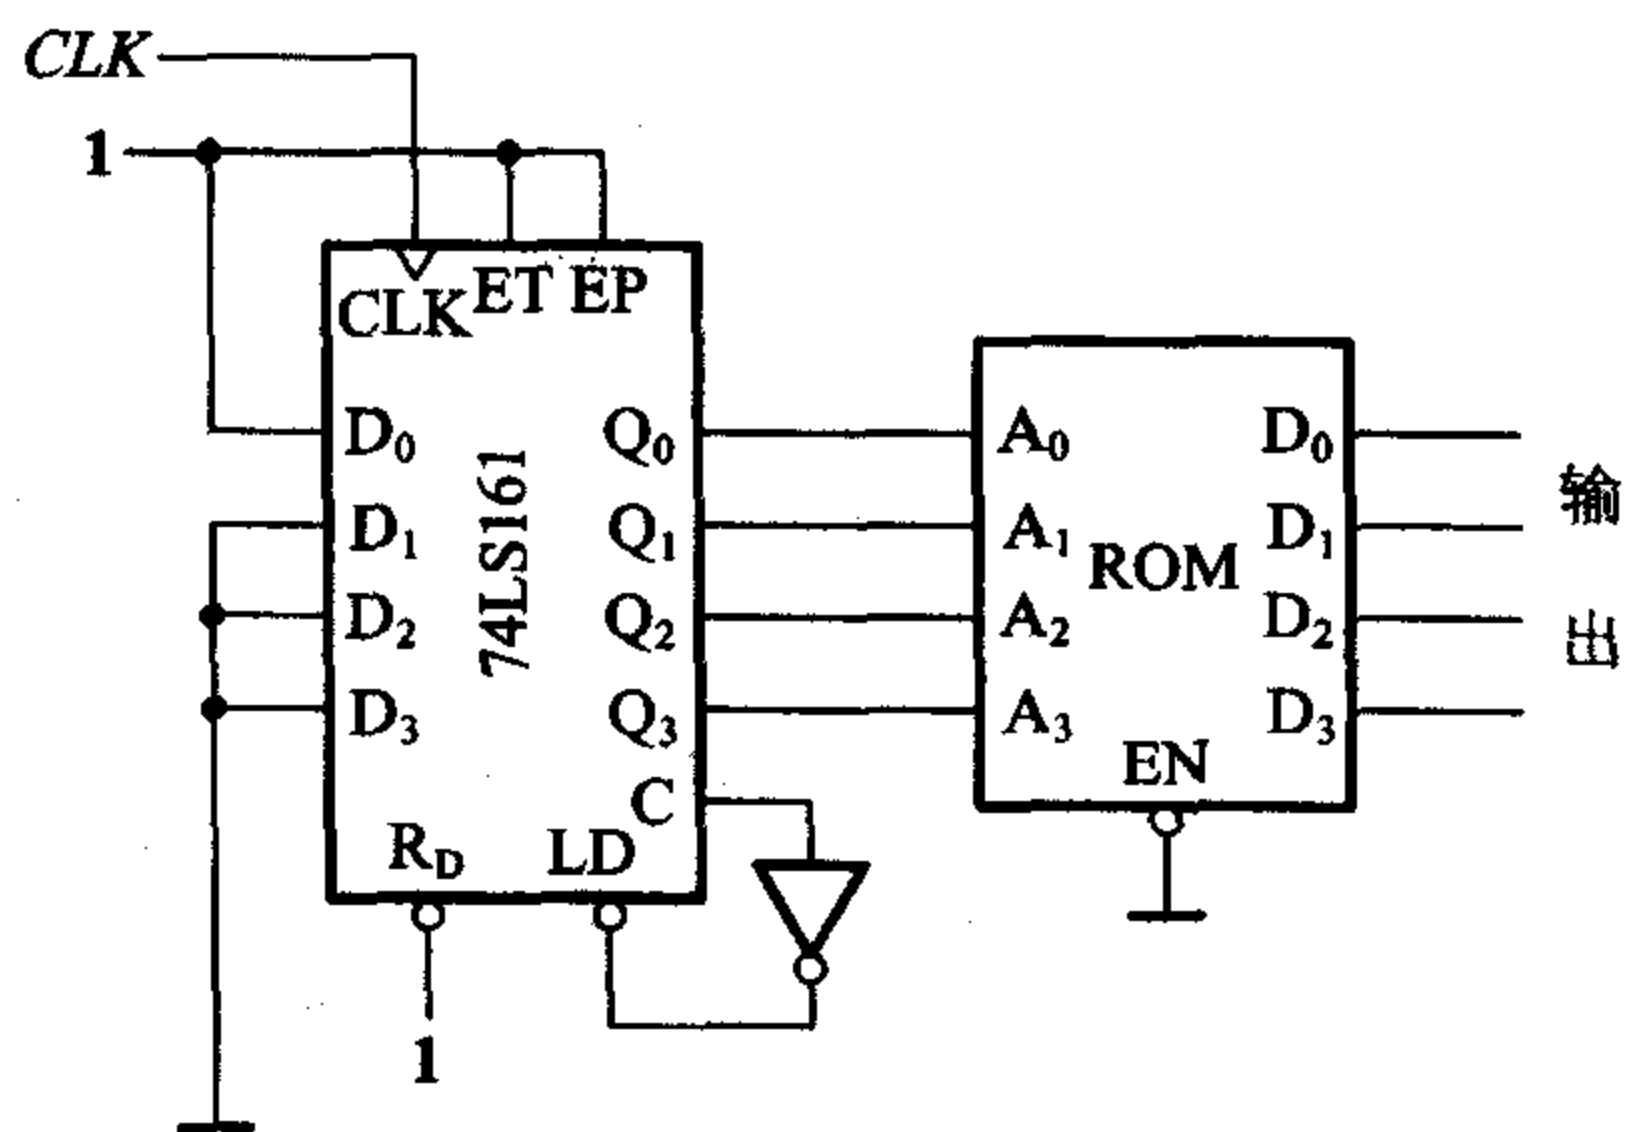 CLK
1
CLK ET EP
D₀ Q₀
D₁ Q₁
D₂ Q₂
D₃ Q₃
C
R_D LD
74LS161
1
A₀ D₀
A₁ D₁
ROM
A₂ D₂
A₃ D₃
EN
输
出